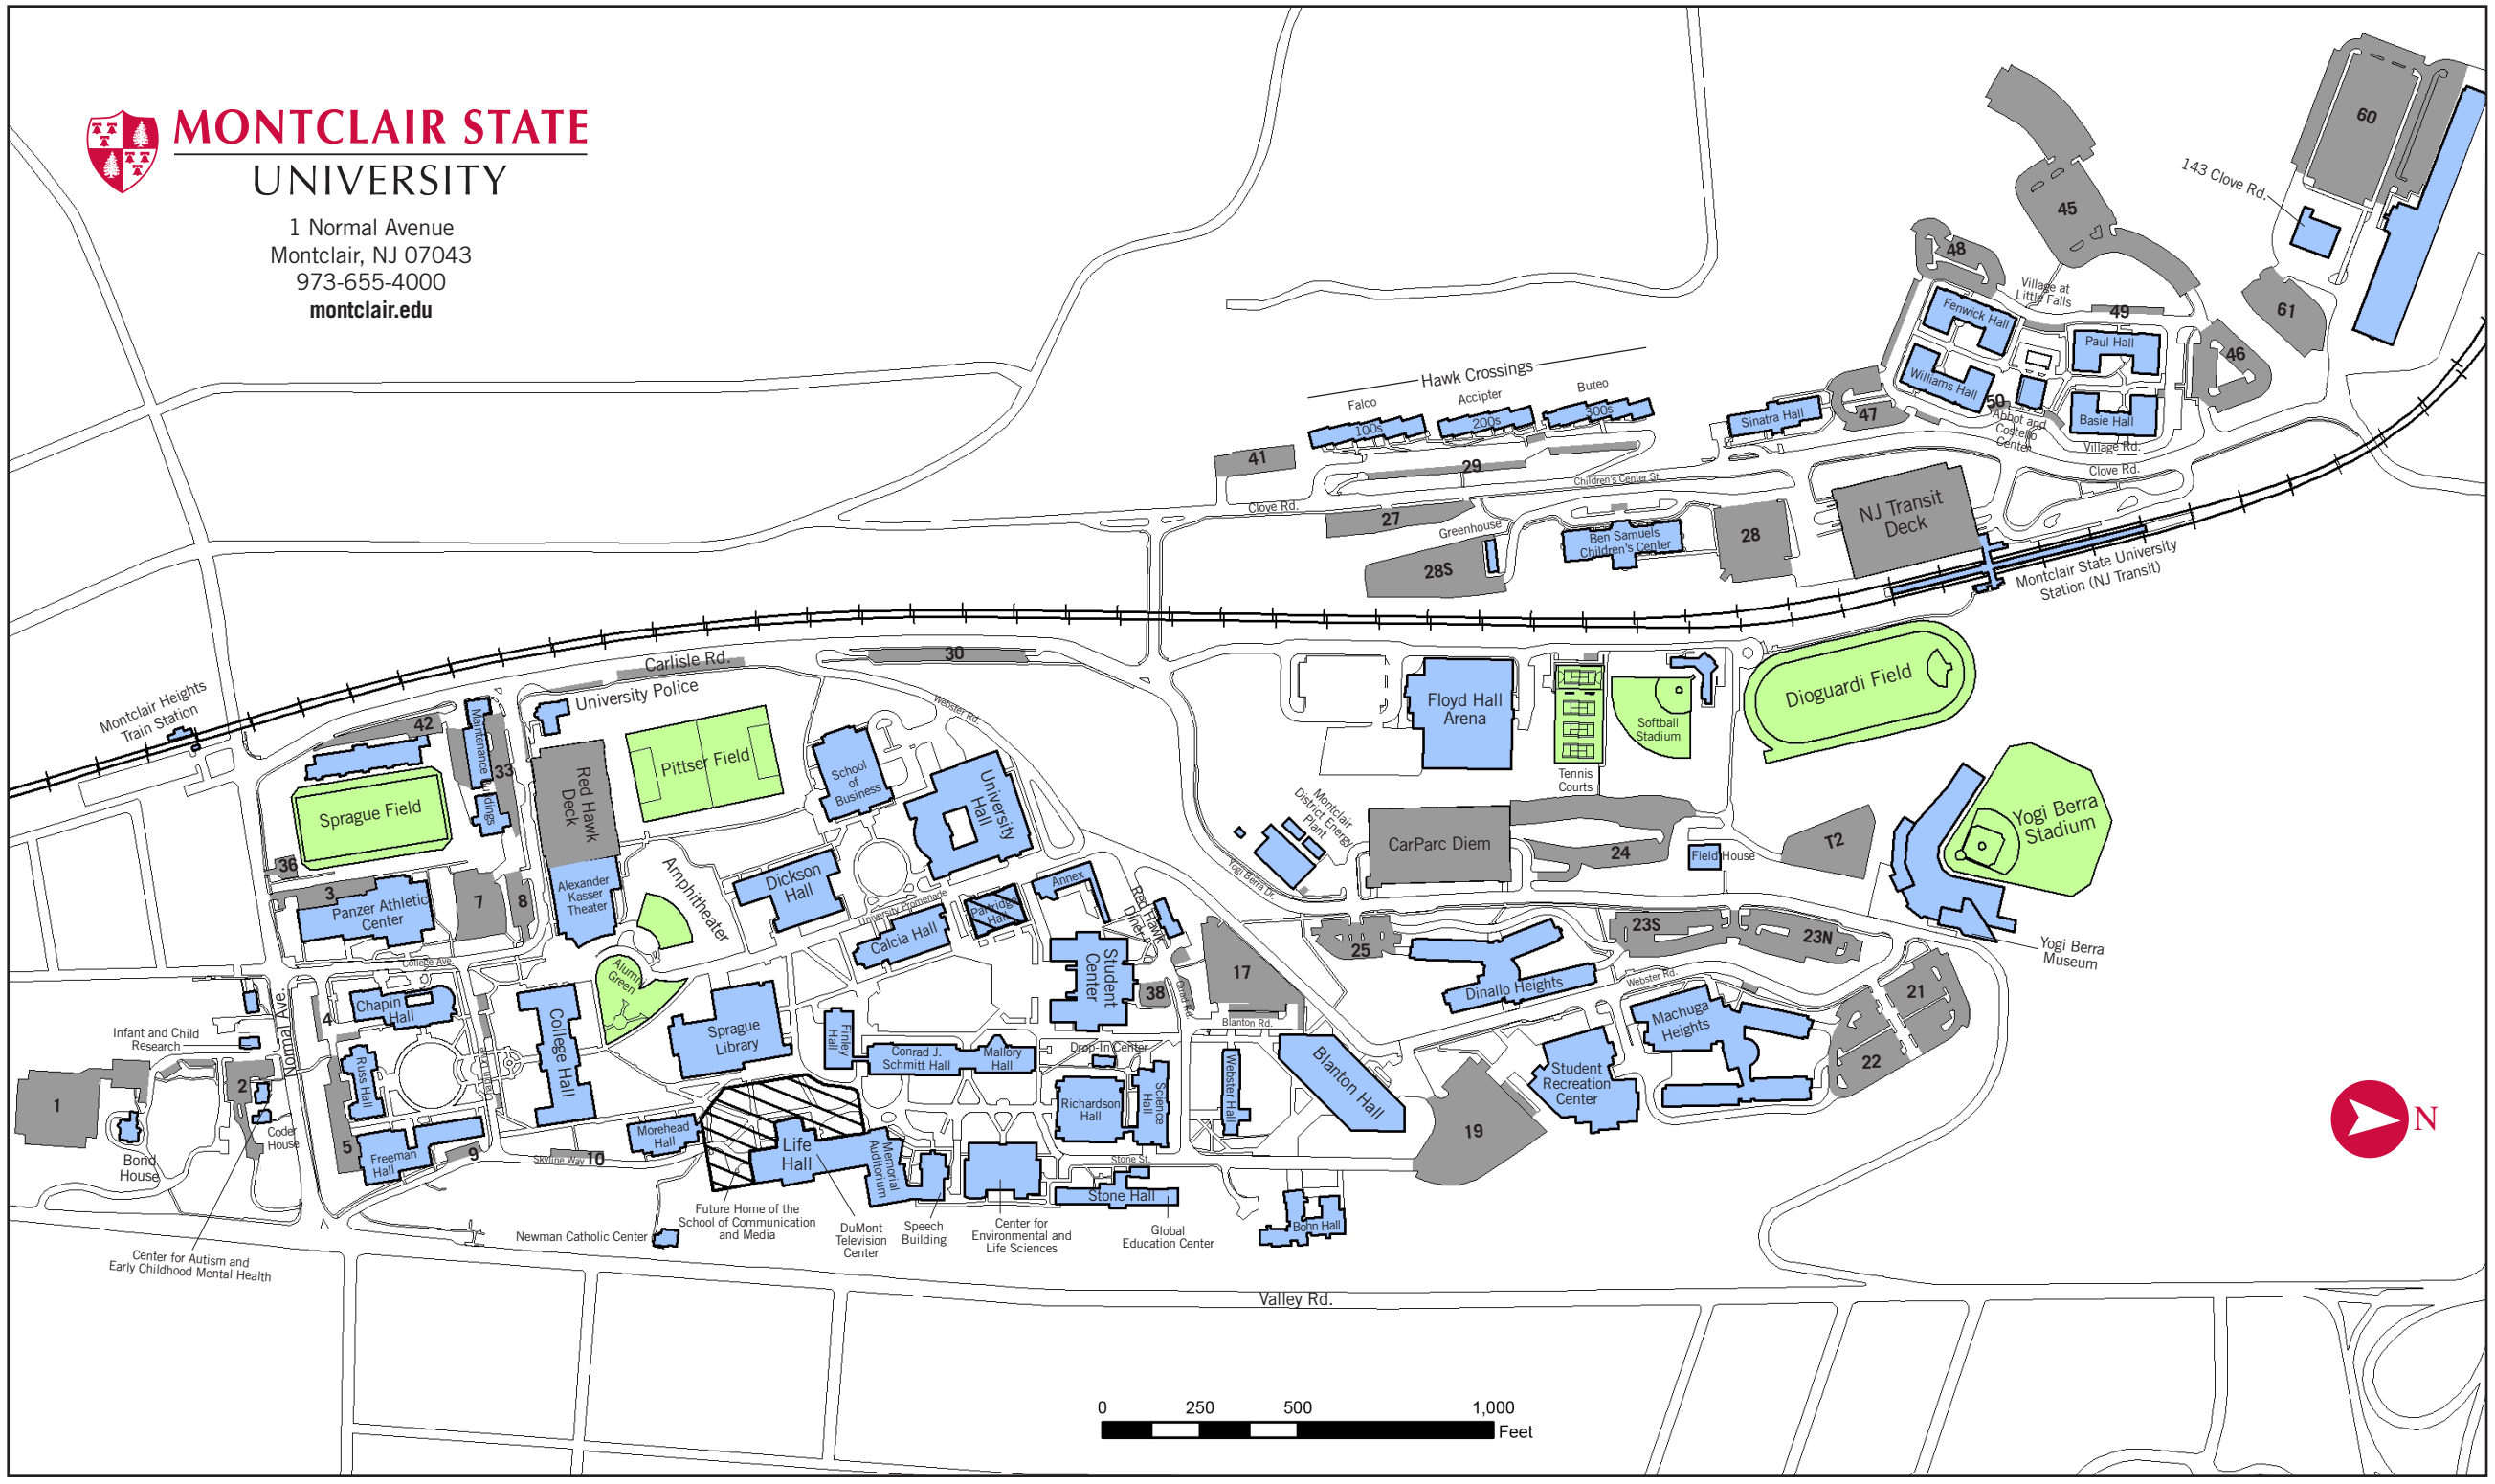 MONTCLAIR STATE
UNIVERSITY
1 Normal Avenue
Montclair, NJ 07043
973-655-4000
montclair.edu
60
143 Clove Rd.
45
48
Village at
Little Falls
49
61
Fenwick Hall
Paul Hall
46
Williams Hall
50
Abbot and
Costello
Center
Basie Hall
Village Rd.
Clove Rd.
Hawk Crossings
Falco
Accipter
Buteo
100s
200s
300s
Sinatra Hall
47
41
29
Children's Center St.
Clove Rd.
27
Greenhouse
28S
Ben Samuels
Children's Center
28
NJ Transit
Deck
Montclair State University
Station (NJ Transit)
Montclair Heights
Train Station
Carlisle Rd.
30
University Police
Webster Rd.
42
Maintenance Buildings
33
Red Hawk
Deck
Pittser Field
School
of
Business
University
Hall
Sprague Field
36
3
Panzer Athletic
Center
7
8
Alexander
Kasser
Theater
Amphitheater
Dickson
Hall
University Promenade
Calcia Hall
Partridge
Hall
Annex
Red Hawk
Diner
Floyd Hall
Arena
Tennis
Courts
Softball
Stadium
Dioguardi Field
Montclair
District Energy
Plant
Yogi Berra Dr.
CarParc Diem
24
Field House
T2
Yogi Berra
Stadium
Yogi Berra
Museum
College Ave.
Alumni
Green
Chapin
Hall
4
Normal Ave.
Infant and Child
Research
1
2
Bond
House
Coder
House
Russ Hall
5
Freeman
Hall
9
College Hall
Sprague
Library
Finley
Hall
Conrad J.
Schmitt Hall
Mallory
Hall
Student
Center
38
Quad Rd.
17
25
Dinallo Heights
23S
23N
Webster Rd.
21
22
Machuga
Heights
Student
Recreation
Center
19
Blanton Rd.
Blanton Hall
Webster Hall
Drop-In Center
Richardson
Hall
Science
Hall
Skyline Way
10
Morehead
Hall
Life
Hall
Memorial
Auditorium
Stone St.
Stone Hall
Bohn Hall
Newman Catholic Center
Future Home of the
School of Communication
and Media
DuMont
Television
Center
Speech
Building
Center for
Environmental and
Life Sciences
Global
Education Center
Center for Autism and
Early Childhood Mental Health
Valley Rd.
N
0 250 500 1,000
Feet